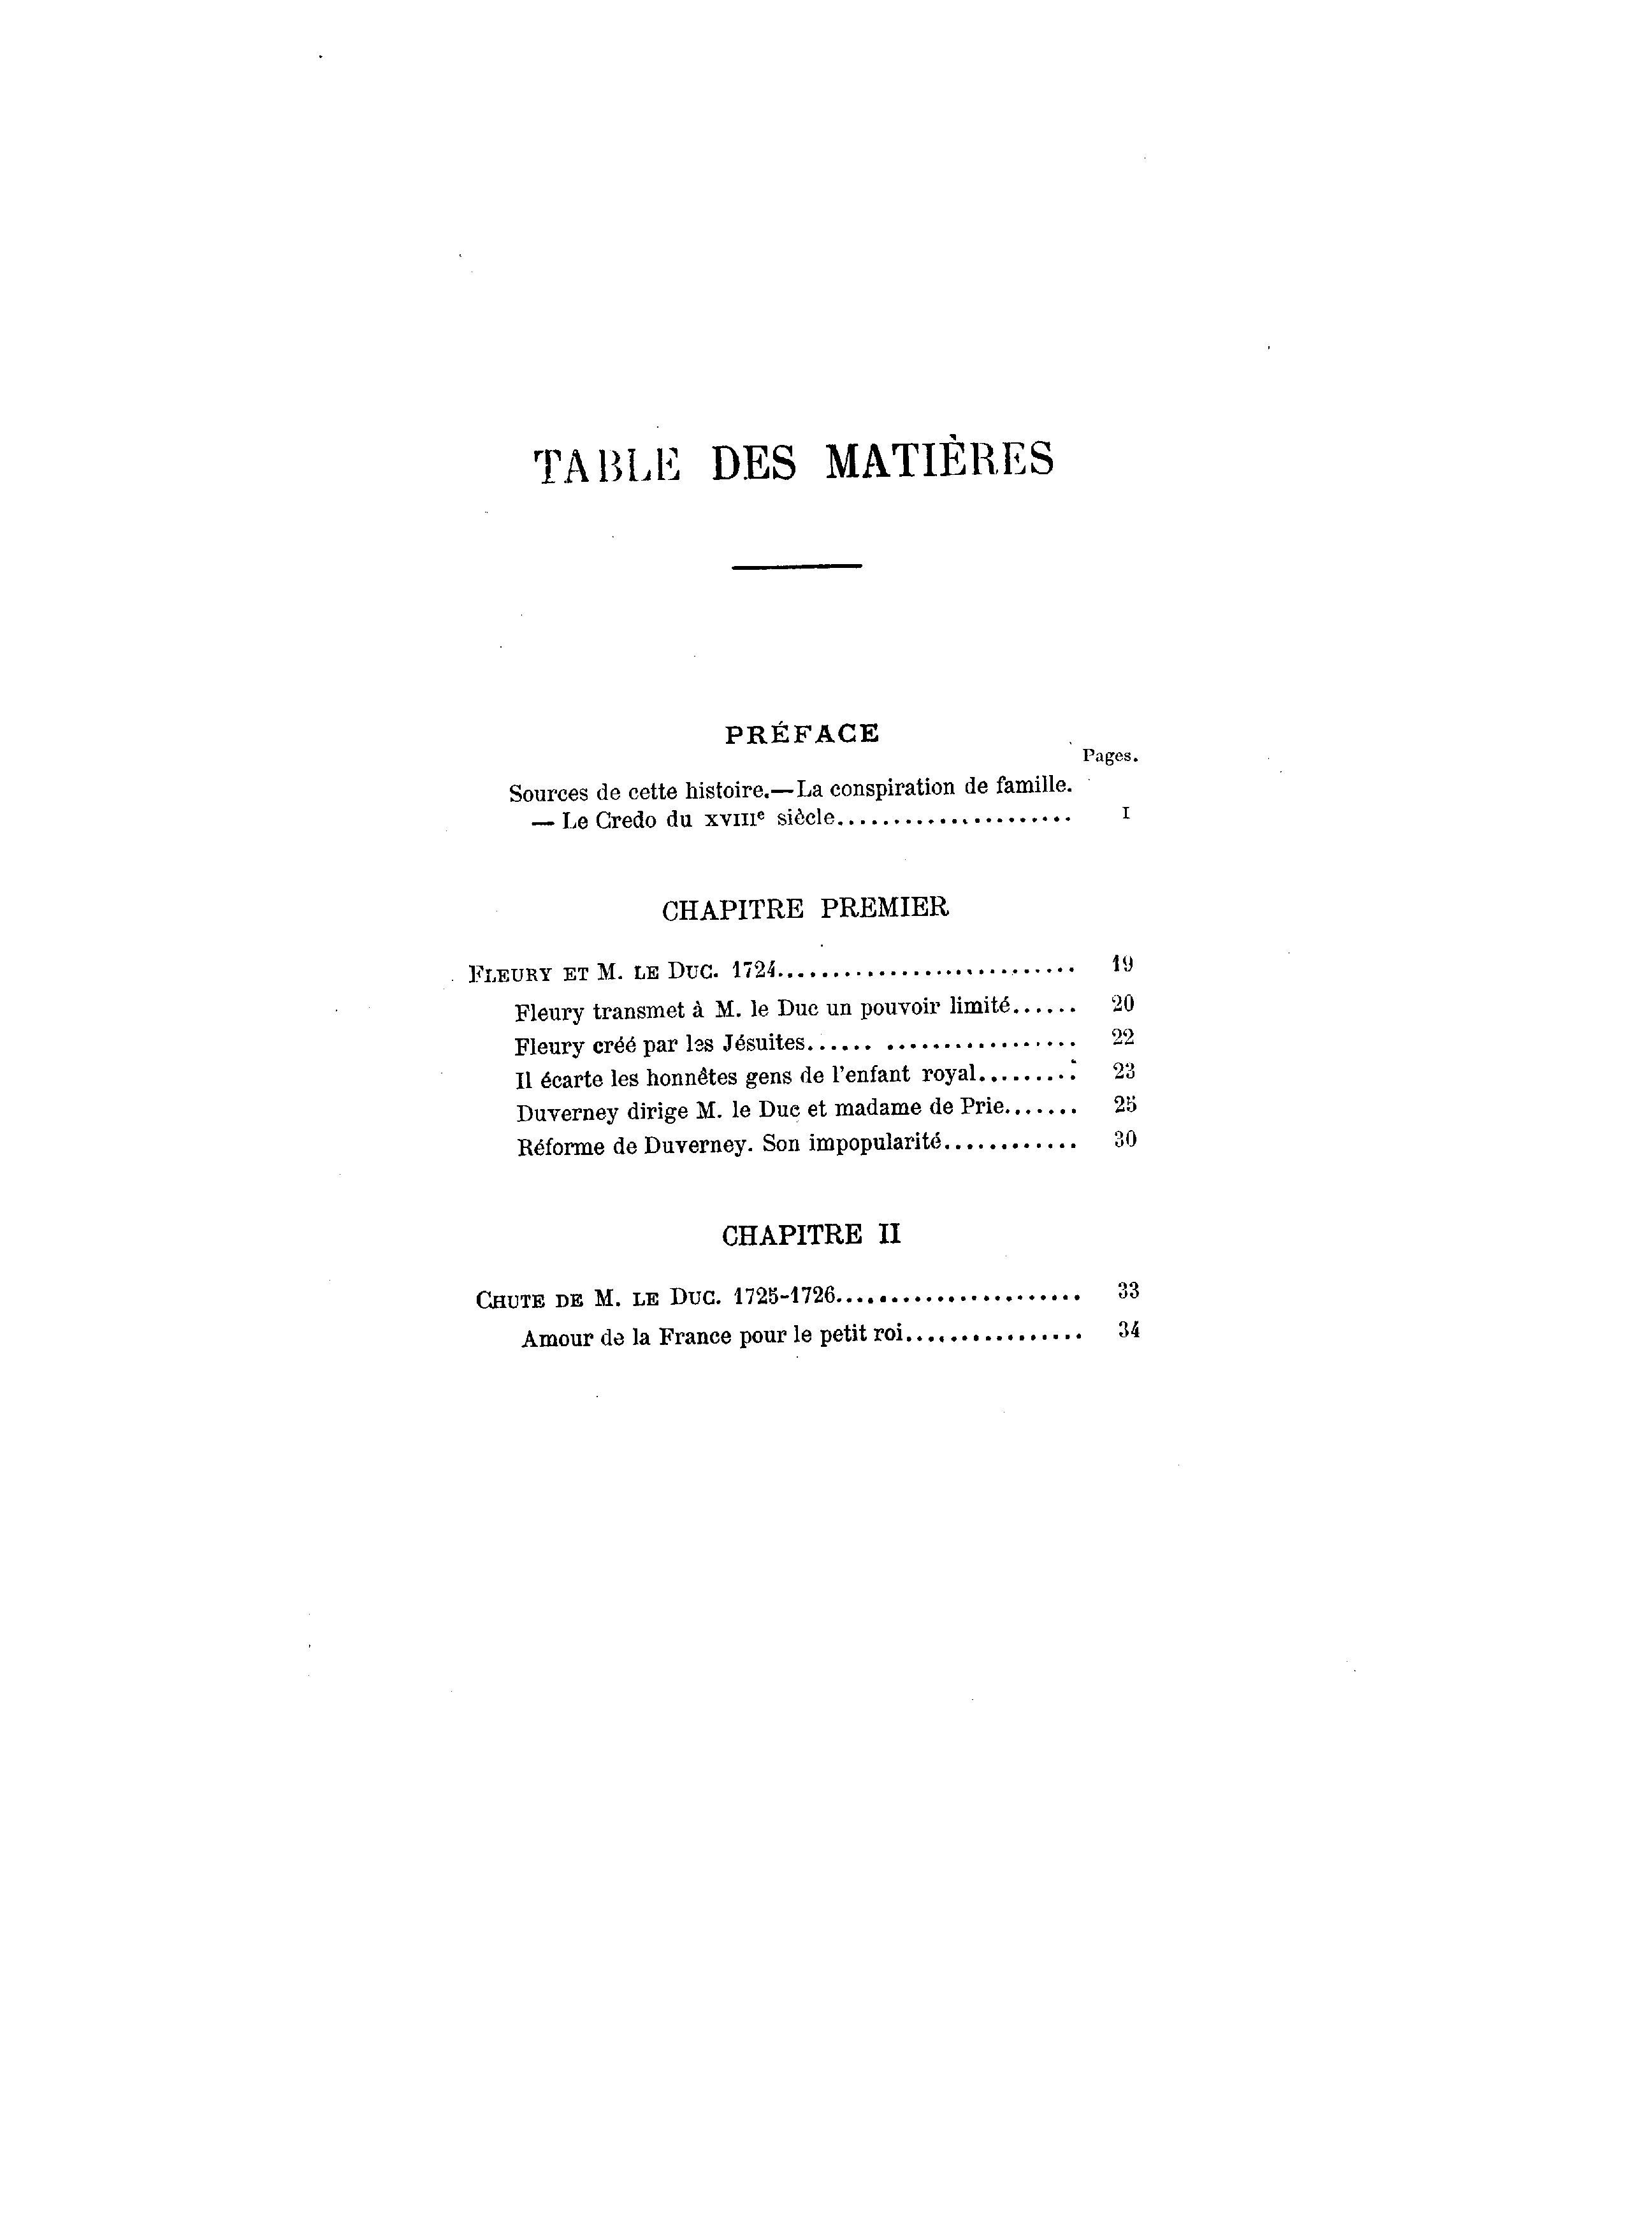 TABLE DES MATIÈRES
PRÉFACE
Pages.
Sources de cette histoire.—La conspiration de famille.
— Le Credo du XVIIIe siècle..................... I
CHAPITRE PREMIER
FLEURY ET M. LE DUC. 1724........................... 19
Fleury transmet à M. le Duc un pouvoir limité...... 20
Fleury créé par les Jésuites...... ................. 22
Il écarte les honnêtes gens de l'enfant royal......... 23
Duverney dirige M. le Duc et madame de Prie....... 25
Réforme de Duverney. Son impopularité............ 30
CHAPITRE II
CHUTE DE M. LE DUC. 1725-1726...................... 33
Amour de la France pour le petit roi................ 34